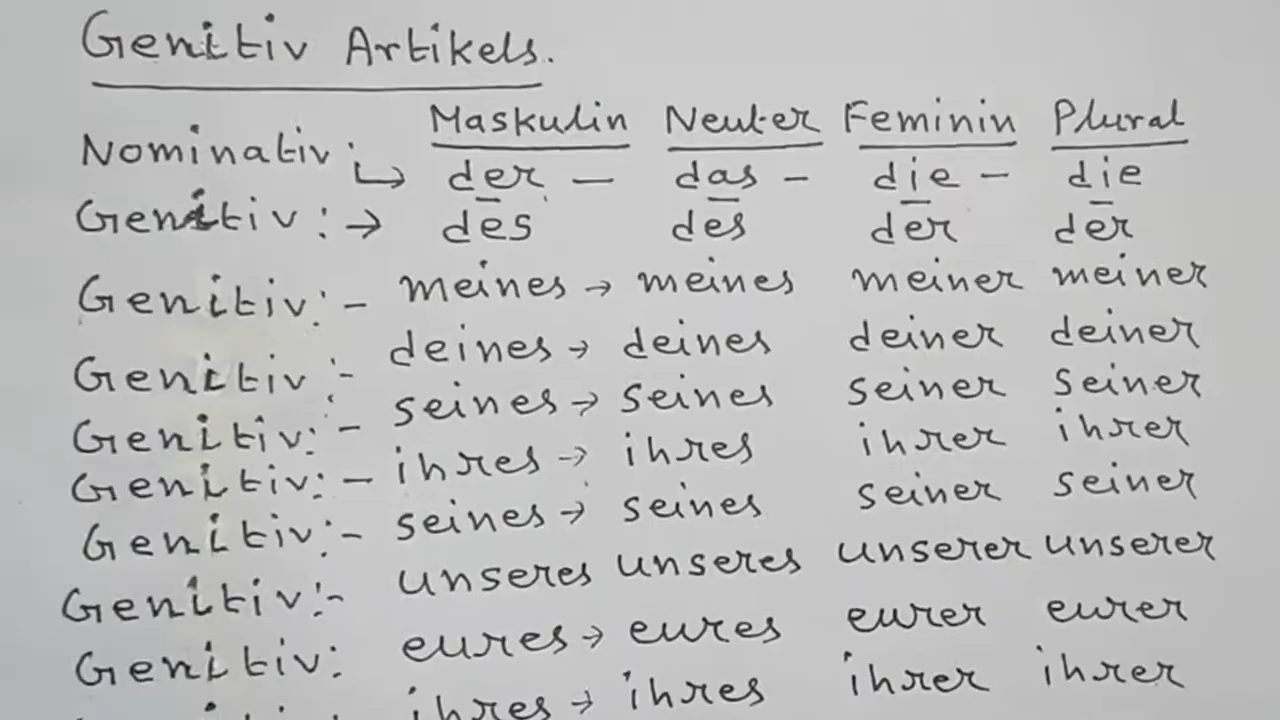 Genitiv Artikels.
Maskulin Neuter Feminin Plural
Nominativ: ↳ der – das – die – die
Genitiv: → des des der der
Genitiv:- meines → meines meiner meiner
Genitiv:- deines → deines deiner deiner
Genitiv:- seines → seines seiner seiner
Genitiv:- ihres → ihres ihrer ihrer
Genitiv:- seines → seines seiner seiner
Genitiv:- unseres unseres unserer unserer
Genitiv: eures → eures eurer eurer
ihres → ihres ihrer ihrer